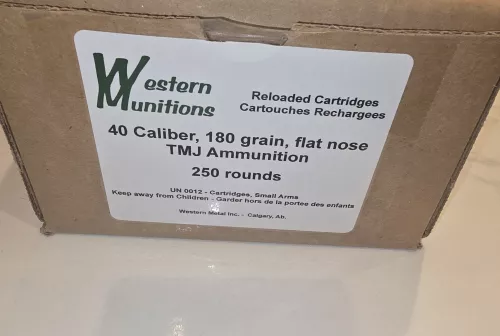 Western
Munitions
Reloaded Cartridges
Cartouches Rechargees
40 Caliber, 180 grain, flat nose
TMJ Ammunition
250 rounds
UN 0012 - Cartridges, Small Arms
Keep away from Children - Garder hors de la portee des enfants
Western Metal Inc. - Calgary, Ab.